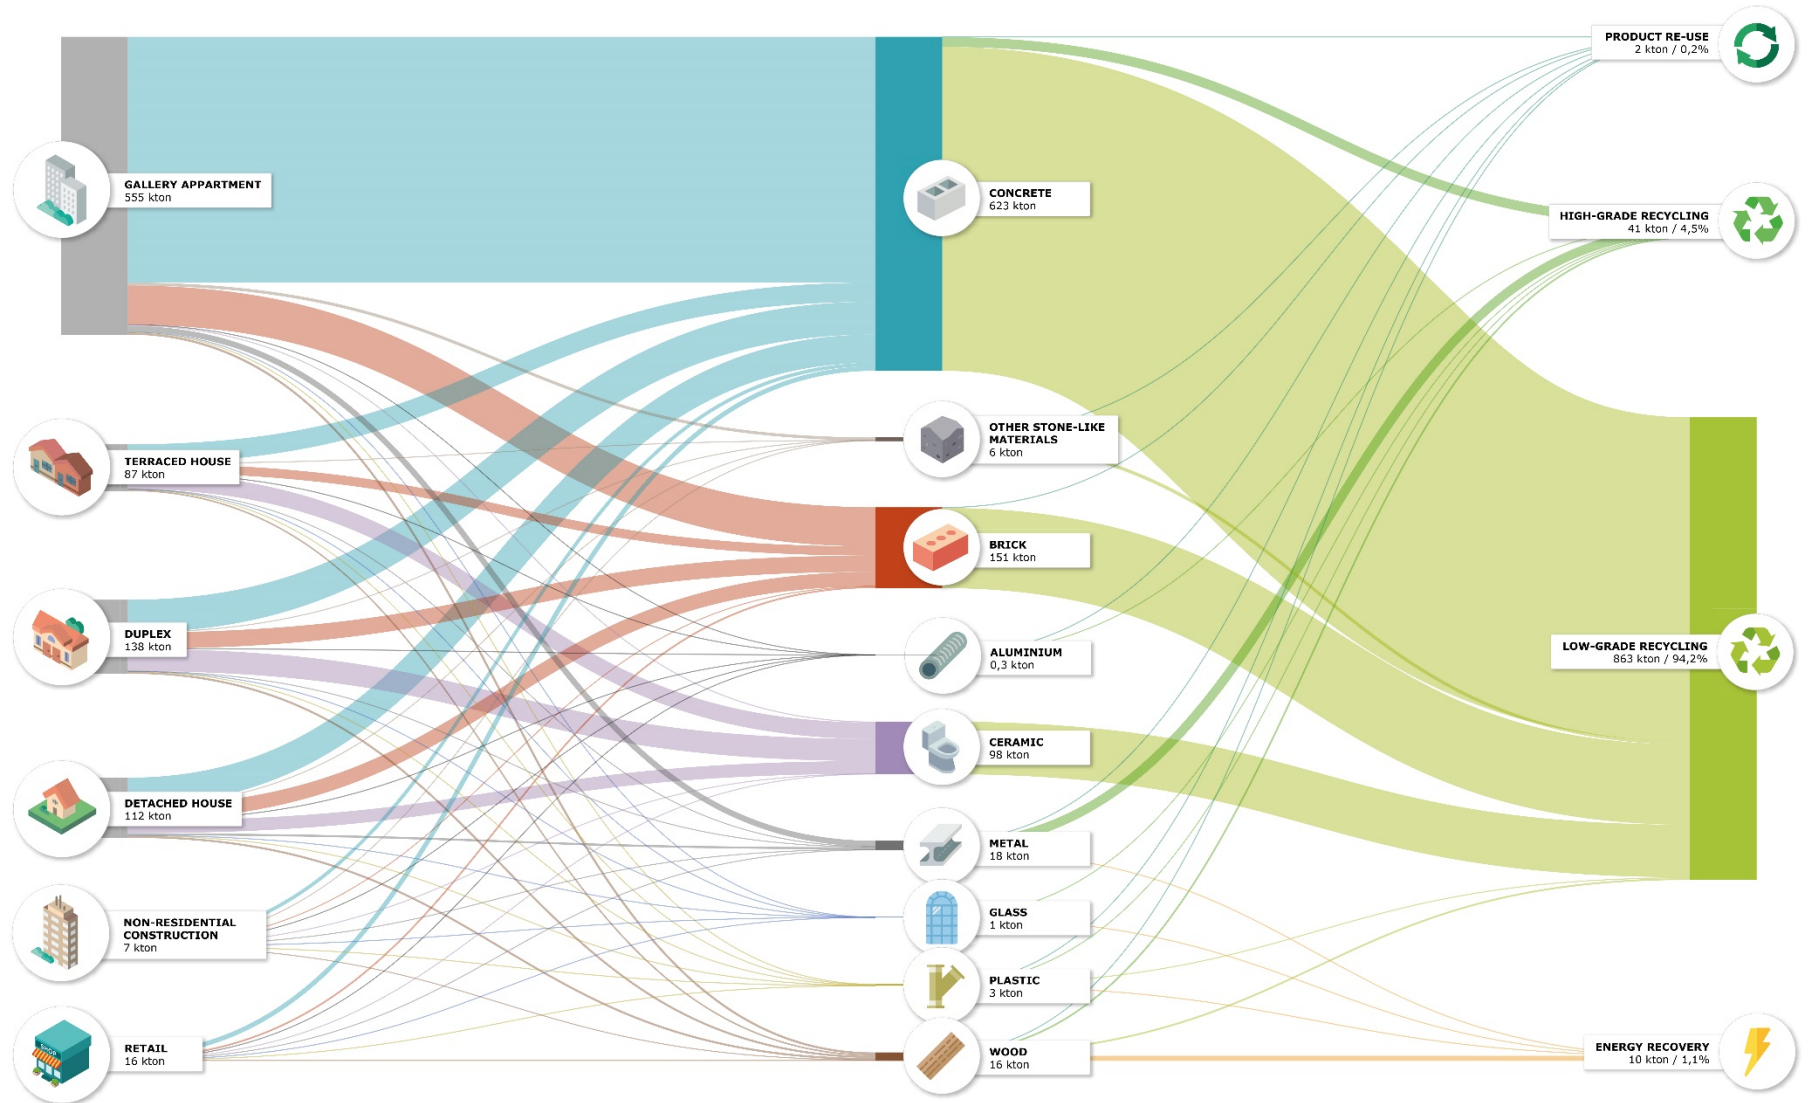 GALLERY APPARTMENT
555 kton
TERRACED HOUSE
87 kton
DUPLEX
138 kton
DETACHED HOUSE
112 kton
NON-RESIDENTIAL
CONSTRUCTION
7 kton
SHOP
RETAIL
16 kton
CONCRETE
623 kton
OTHER STONE-LIKE
MATERIALS
6 kton
BRICK
151 kton
ALUMINIUM
0,3 kton
CERAMIC
98 kton
METAL
18 kton
GLASS
1 kton
PLASTIC
3 kton
WOOD
16 kton
PRODUCT RE-USE
2 kton / 0,2%
HIGH-GRADE RECYCLING
41 kton / 4,5%
LOW-GRADE RECYCLING
863 kton / 94,2%
ENERGY RECOVERY
10 kton / 1,1%